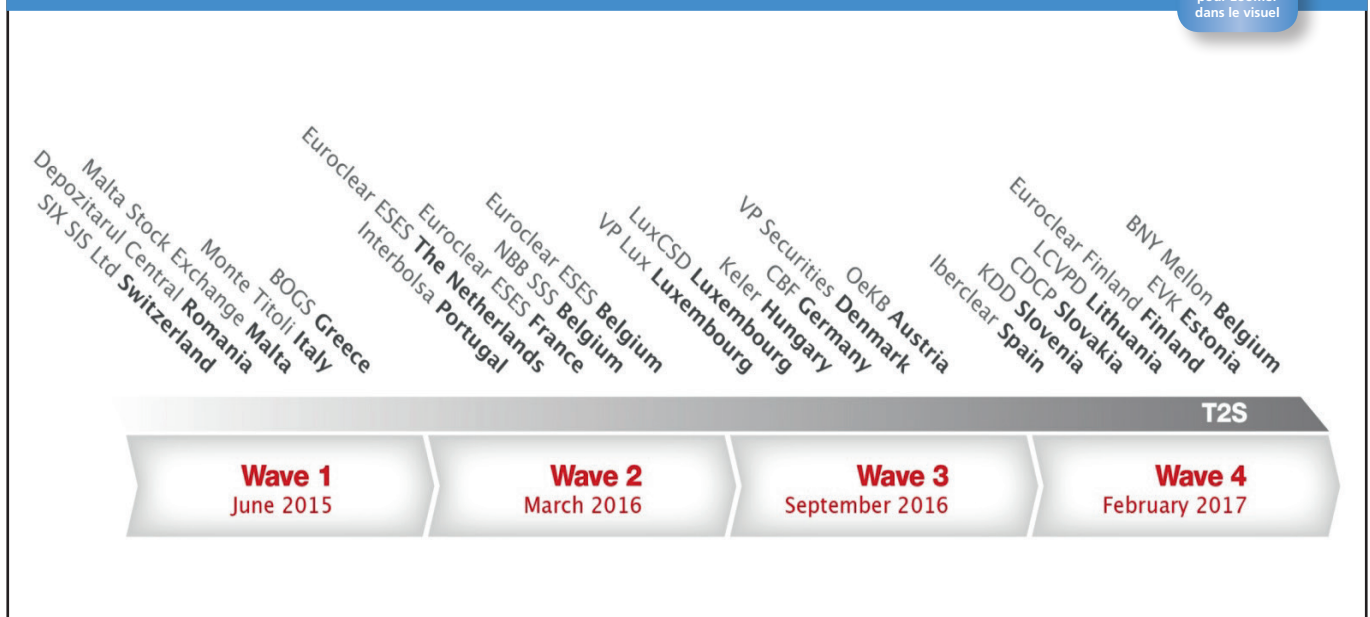 dans le visuel
SIX SIS Ltd Switzerland
Depozitarul Central Romania
Malta Stock Exchange Malta
Monte Titoli Italy
BOGS Greece
Interbolsa Portugal
Euroclear ESES The Netherlands
Euroclear ESES France
NBB SSS Belgium
Euroclear ESES Belgium
VP Lux Luxembourg
LuxCSD Luxembourg
Keler Hungary
CBF Germany
VP Securities Denmark
OeKB Austria
Iberclear Spain
KDD Slovenia
CDCP Slovakia
LCVPD Lithuania
Euroclear Finland Finland
EVK Estonia
BNY Mellon Belgium
T2S
Wave 1
June 2015
Wave 2
March 2016
Wave 3
September 2016
Wave 4
February 2017